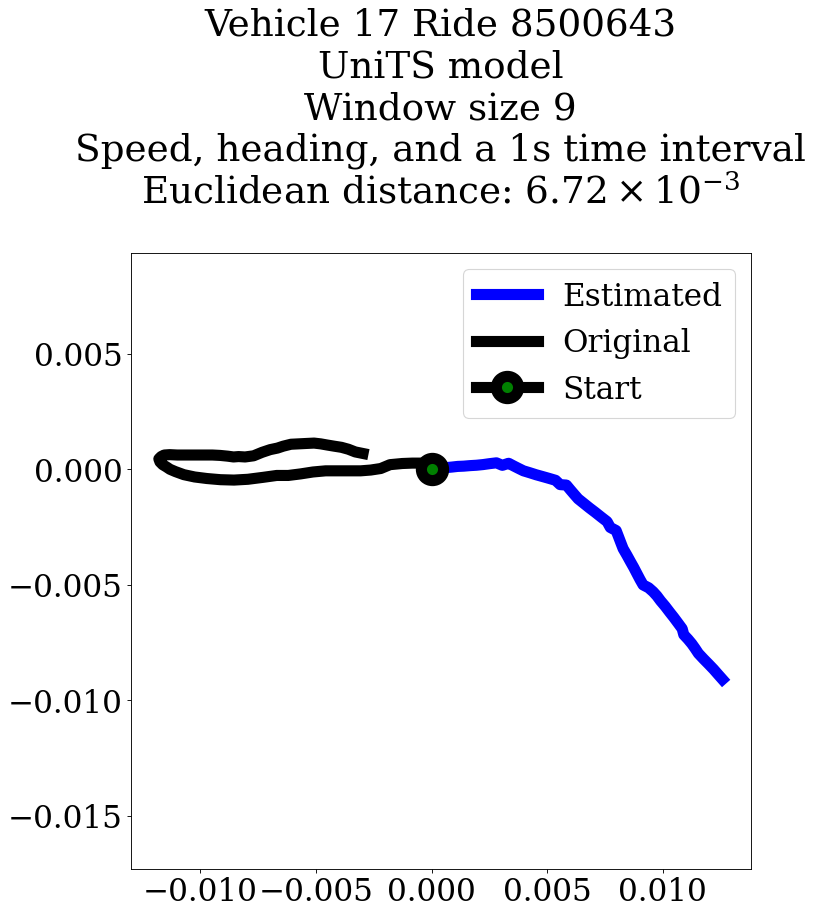 Vehicle 17 Ride 8500643
UniTS model
Window size 9
Speed, heading, and a 1s time interval
Euclidean distance: 6.72 × 10⁻³
Estimated
Original
Start
0.005
0.000
−0.005
−0.010
−0.015
−0.010 −0.005 0.000 0.005 0.010